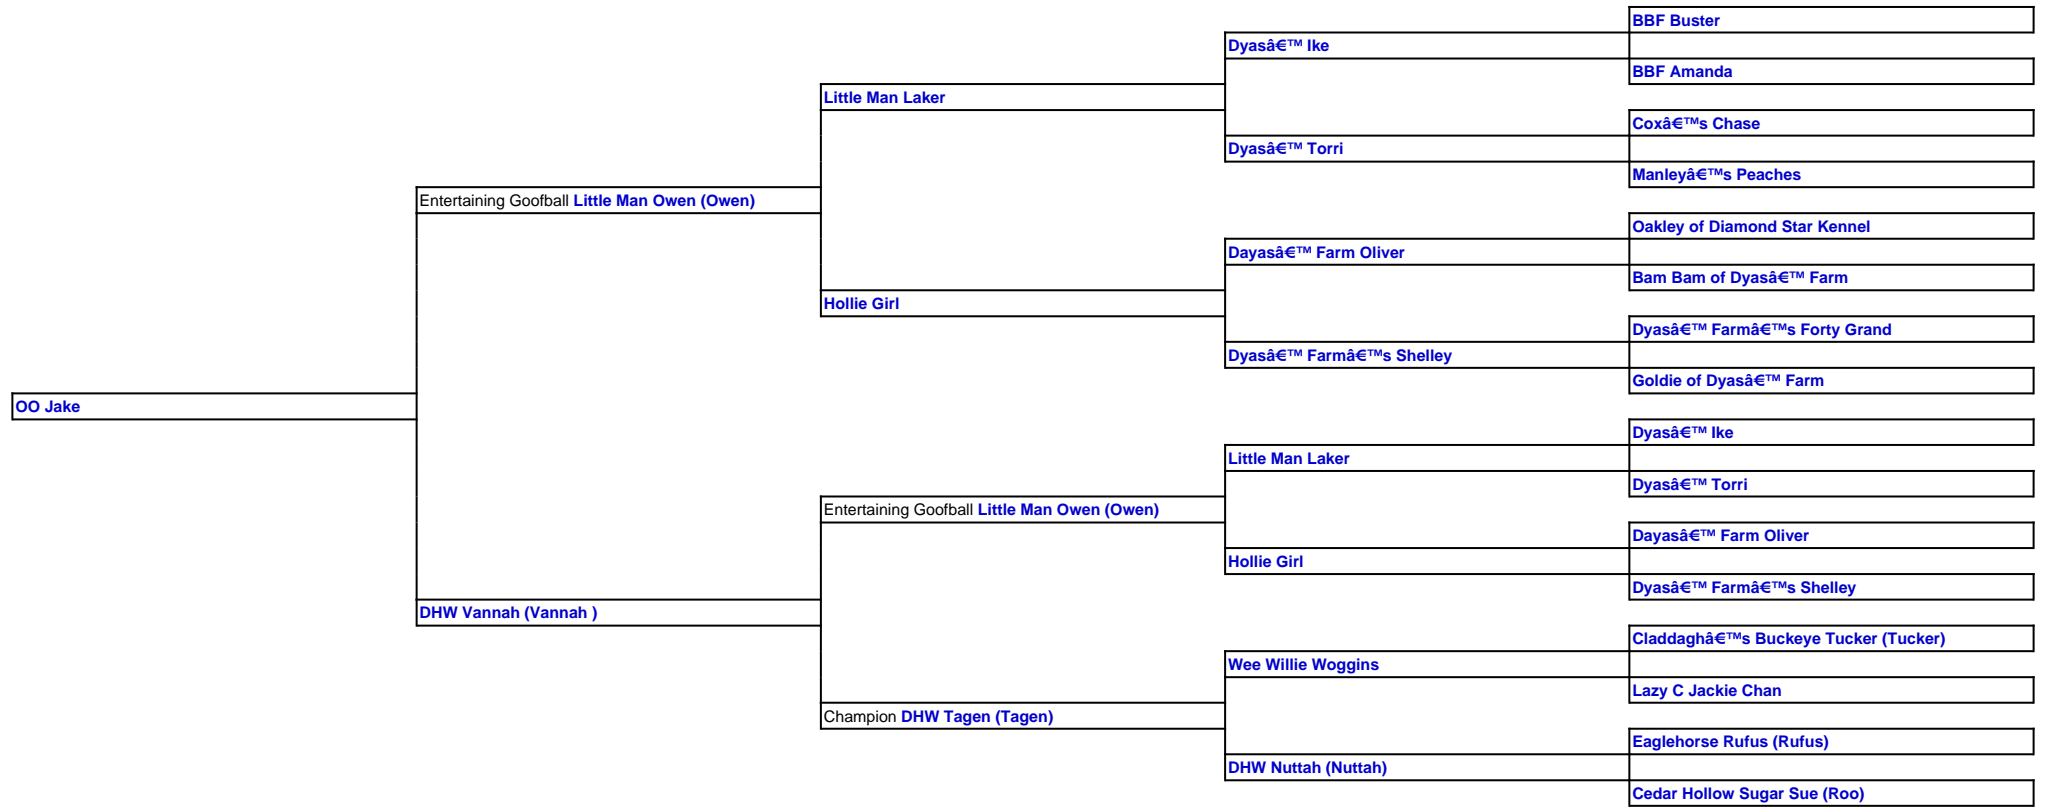 BBF Buster
Dyasâ€™ Ike
BBF Amanda
Little Man Laker
Coxâ€™s Chase
Dyasâ€™ Torri
Manleyâ€™s Peaches
Entertaining Goofball Little Man Owen (Owen)
Oakley of Diamond Star Kennel
Dayasâ€™ Farm Oliver
Bam Bam of Dyasâ€™ Farm
Hollie Girl
Dyasâ€™ Farmâ€™s Forty Grand
Dyasâ€™ Farmâ€™s Shelley
Goldie of Dyasâ€™ Farm
OO Jake
Dyasâ€™ Ike
Little Man Laker
Dyasâ€™ Torri
Entertaining Goofball Little Man Owen (Owen)
Dayasâ€™ Farm Oliver
Hollie Girl
Dyasâ€™ Farmâ€™s Shelley
DHW Vannah (Vannah )
Claddaghâ€™s Buckeye Tucker (Tucker)
Wee Willie Woggins
Lazy C Jackie Chan
Champion DHW Tagen (Tagen)
Eaglehorse Rufus (Rufus)
DHW Nuttah (Nuttah)
Cedar Hollow Sugar Sue (Roo)